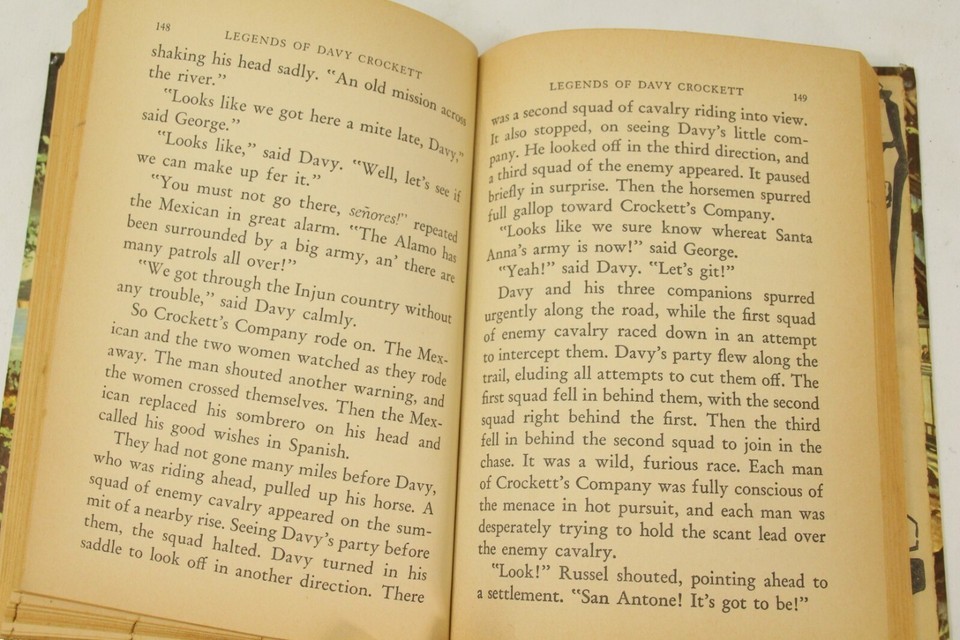 148
LEGENDS OF DAVY CROCKETT
shaking his head sadly. "An old mission across
the river."
"Looks like we got here a mite late, Davy,"
said George."
"Looks like," said Davy. "Well, let's see if
we can make up fer it."
"You must not go there, señores!" repeated
the Mexican in great alarm. "The Alamo has
been surrounded by a big army, an' there are
many patrols all over!"
"We got through the Injun country without
any trouble," said Davy calmly.
So Crockett's Company rode on. The Mex-
ican and the two women watched as they rode
away. The man shouted another warning, and
the women crossed themselves. Then the Mex-
ican replaced his sombrero on his head and
called his good wishes in Spanish.
They had not gone many miles before Davy,
who was riding ahead, pulled up his horse. A
squad of enemy cavalry appeared on the sum-
mit of a nearby rise. Seeing Davy's party before
them, the squad halted. Davy turned in his
saddle to look off in another direction. There
LEGENDS OF DAVY CROCKETT
149
was a second squad of cavalry riding into view.
It also stopped, on seeing Davy's little com-
pany. He looked off in the third direction, and
a third squad of the enemy appeared. It paused
briefly in surprise. Then the horsemen spurred
full gallop toward Crockett's Company.
"Looks like we sure know whereat Santa
Anna's army is now!" said George.
"Yeah!" said Davy. "Let's git!"
Davy and his three companions spurred
urgently along the road, while the first squad
of enemy cavalry raced down in an attempt
to intercept them. Davy's party flew along the
trail, eluding all attempts to cut them off. The
first squad fell in behind them, with the second
squad right behind the first. Then the third
fell in behind the second squad to join in the
chase. It was a wild, furious race. Each man
of Crockett's Company was fully conscious of
the menace in hot pursuit, and each man was
desperately trying to hold the scant lead over
the enemy cavalry.
"Look!" Russel shouted, pointing ahead to
a settlement. "San Antone! It's got to be!"